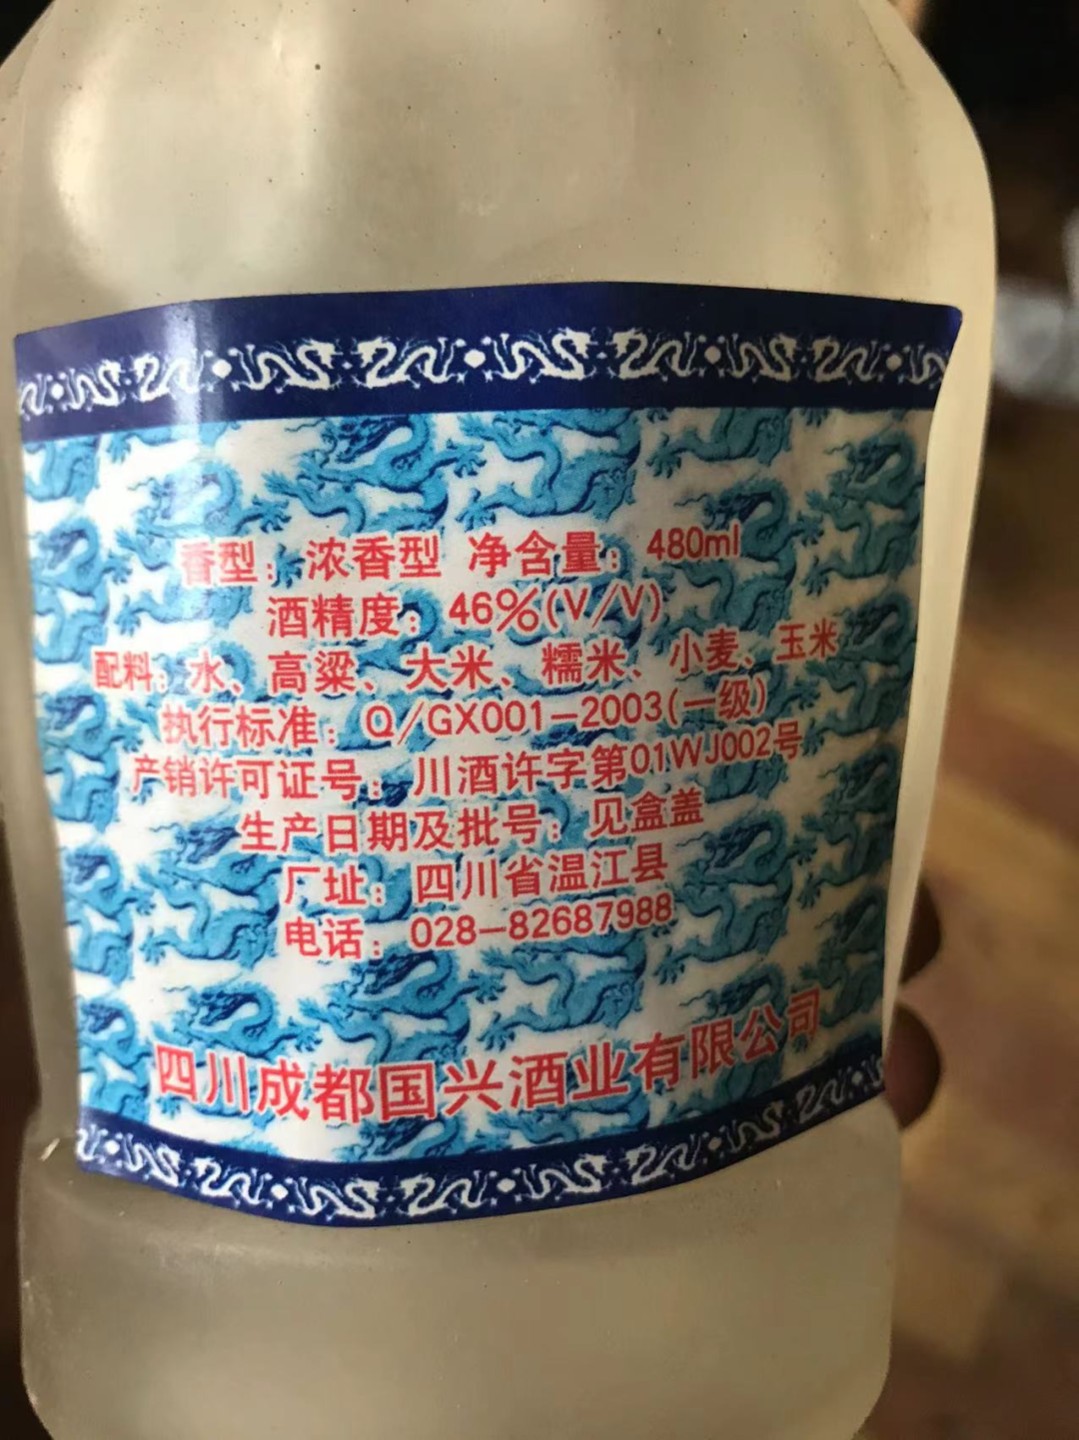 香型：浓香型 净含量：480ml
酒精度：46%(V/V)
配料：水、高粱、大米、糯米、小麦、玉米
执行标准：Q/GX001-2003(一级)
产销许可证号：川酒许字第01WJ002号
生产日期及批号：见盒盖
厂址：四川省温江县
电话：028-82687988
四川成都国兴酒业有限公司